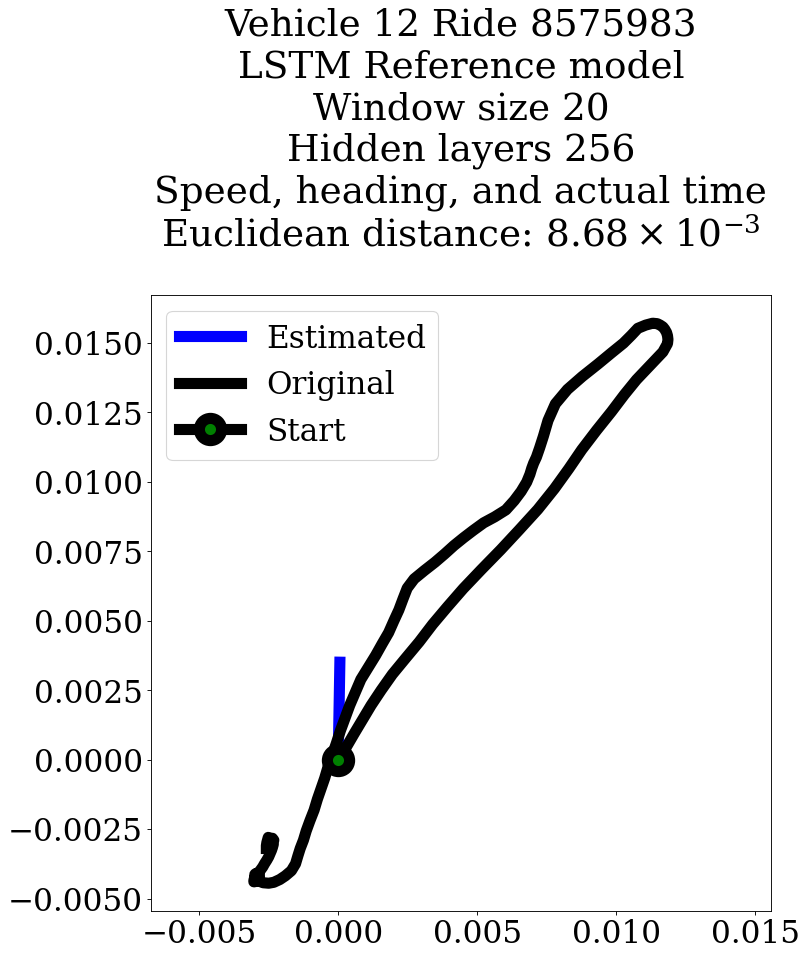 Vehicle 12 Ride 8575983
LSTM Reference model
Window size 20
Hidden layers 256
Speed, heading, and actual time
Euclidean distance: 8.68 × 10⁻³
Estimated
Original
Start
0.0150
0.0125
0.0100
0.0075
0.0050
0.0025
0.0000
−0.0025
−0.0050
−0.005 0.000 0.005 0.010 0.015